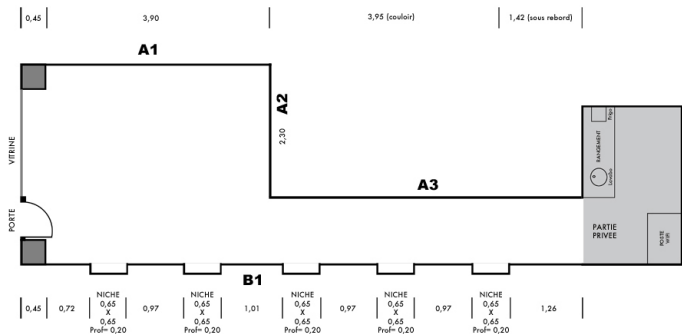 0,45
3,90
3,95 (couloir)
1,42 (sous rebord)
A1
A2
2,30
A3
VITRINE
PORTE
Frigo
RANGEMENT
Lavabo
PARTIE
PRIVEE
POSTE
WIFI
B1
0,45
0,72
NICHE
0,65
X
0,65
Prof= 0,20
0,97
NICHE
0,65
X
0,65
Prof= 0,20
1,01
NICHE
0,65
X
0,65
Prof= 0,20
0,97
NICHE
0,65
X
0,65
Prof= 0,20
0,97
NICHE
0,65
X
0,65
Prof= 0,20
1,26